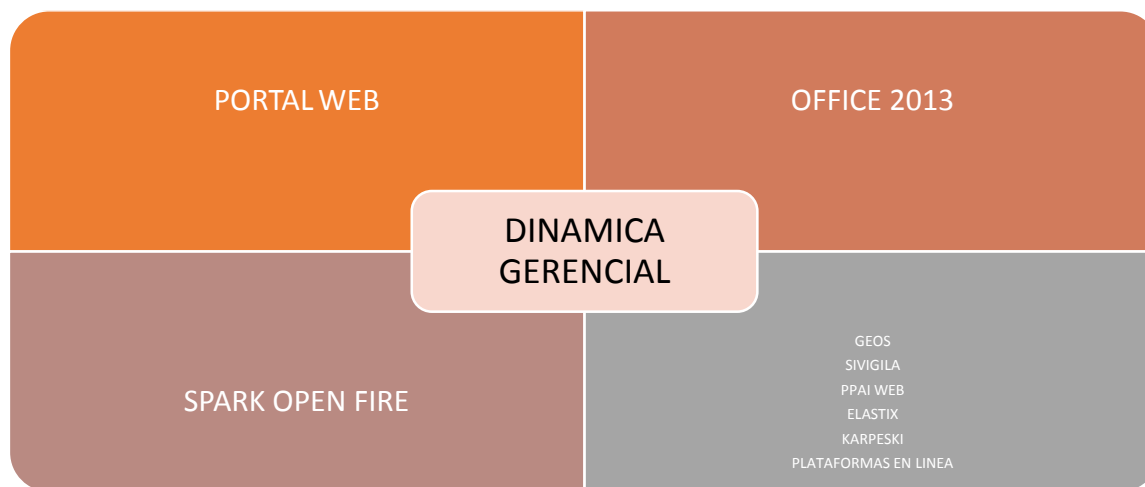 PORTAL WEB
OFFICE 2013
DINAMICA
GERENCIAL
SPARK OPEN FIRE
GEOS
SIVIGILA
PPAI WEB
ELASTIX
KARPESKI
PLATAFORMAS EN LINEA